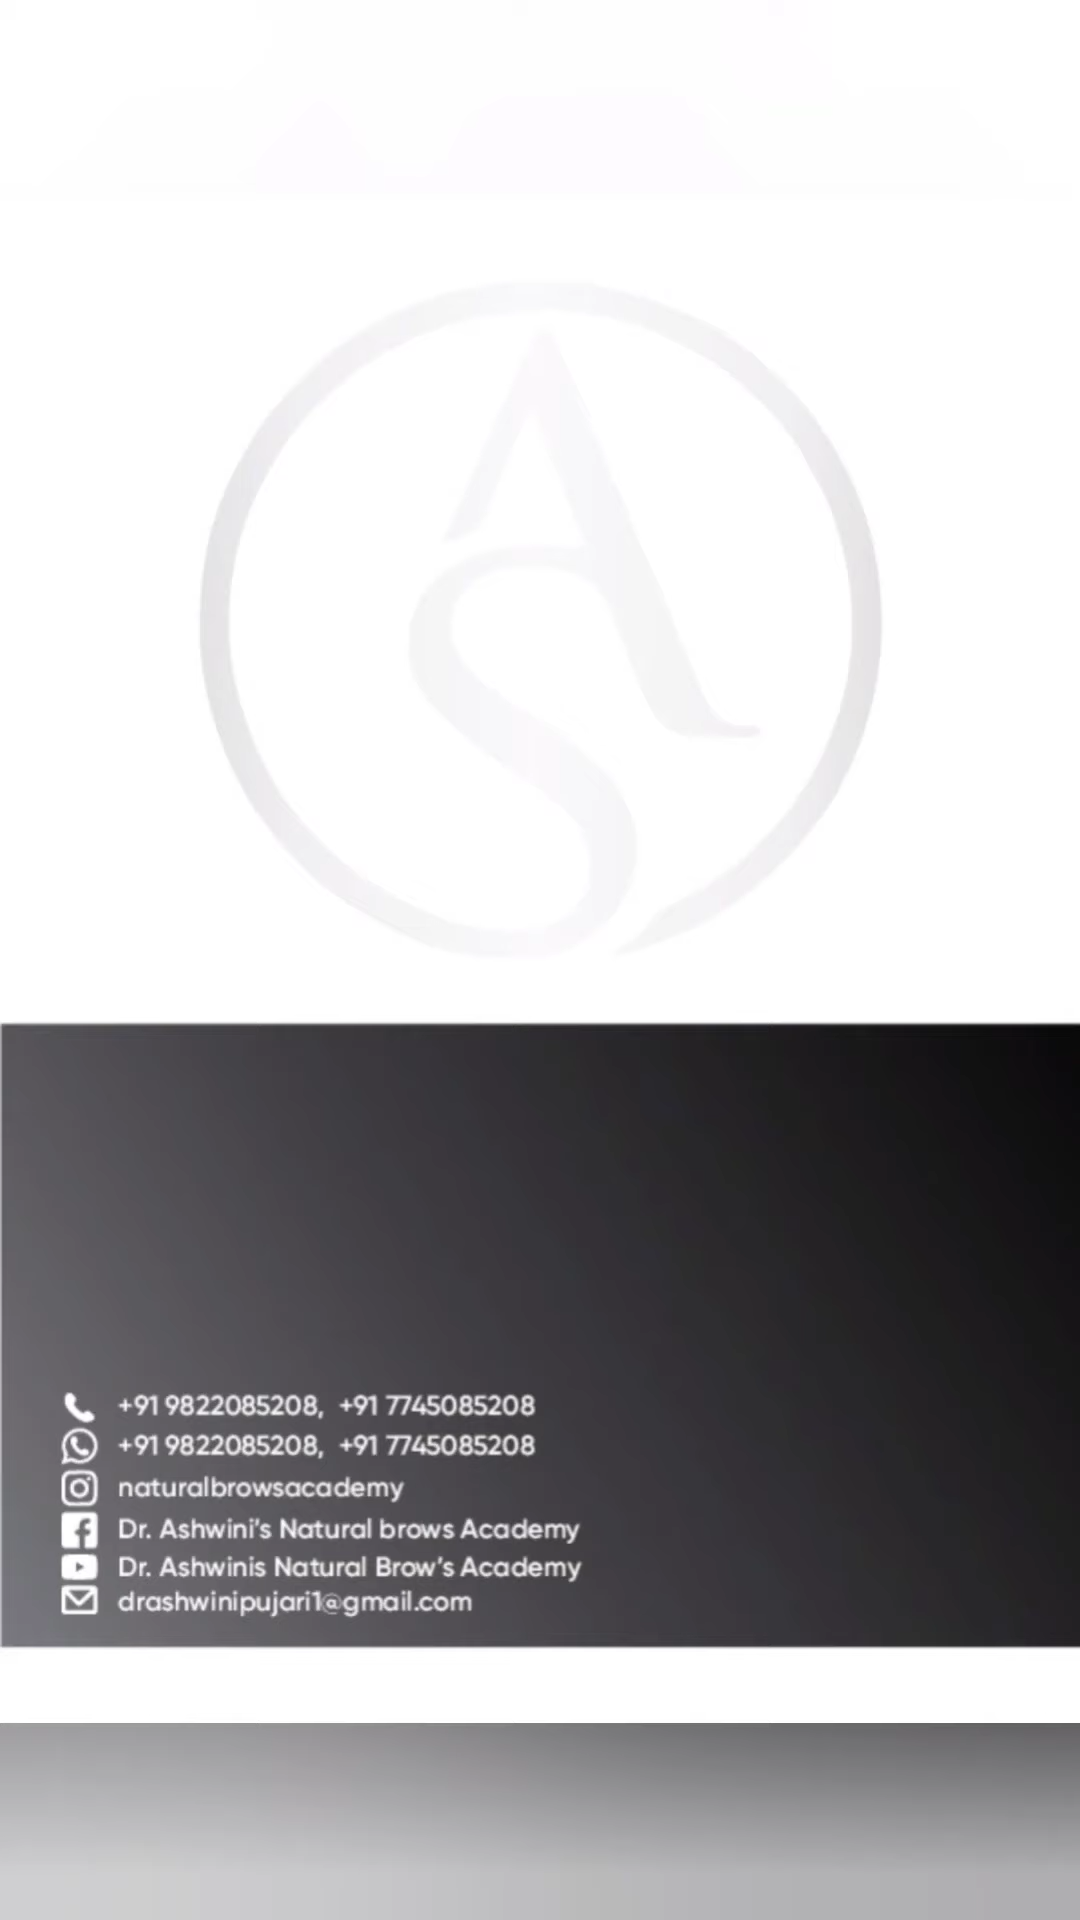 AS
+91 9822085208, +91 7745085208
+91 9822085208, +91 7745085208
naturalbrowsacademy
Dr. Ashwini's Natural brows Academy
Dr. Ashwinis Natural Brow's Academy
drashwinipujari1@gmail.com